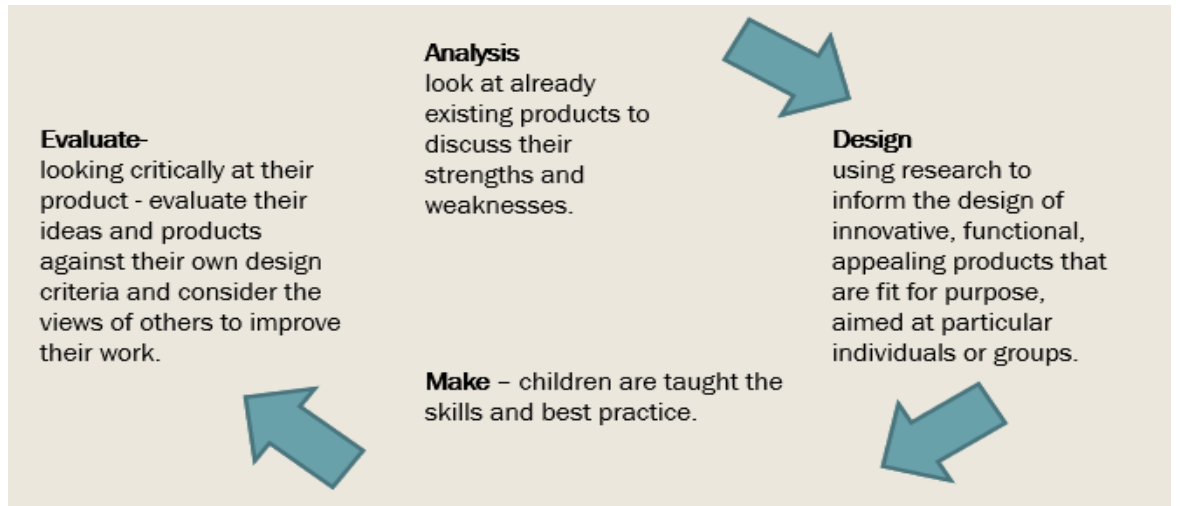 Analysis
look at already
existing products to
discuss their
strengths and
weaknesses.
Design
using research to
inform the design of
innovative, functional,
appealing products that
are fit for purpose,
aimed at particular
individuals or groups.
Make – children are taught the
skills and best practice.
Evaluate-
looking critically at their
product - evaluate their
ideas and products
against their own design
criteria and consider the
views of others to improve
their work.